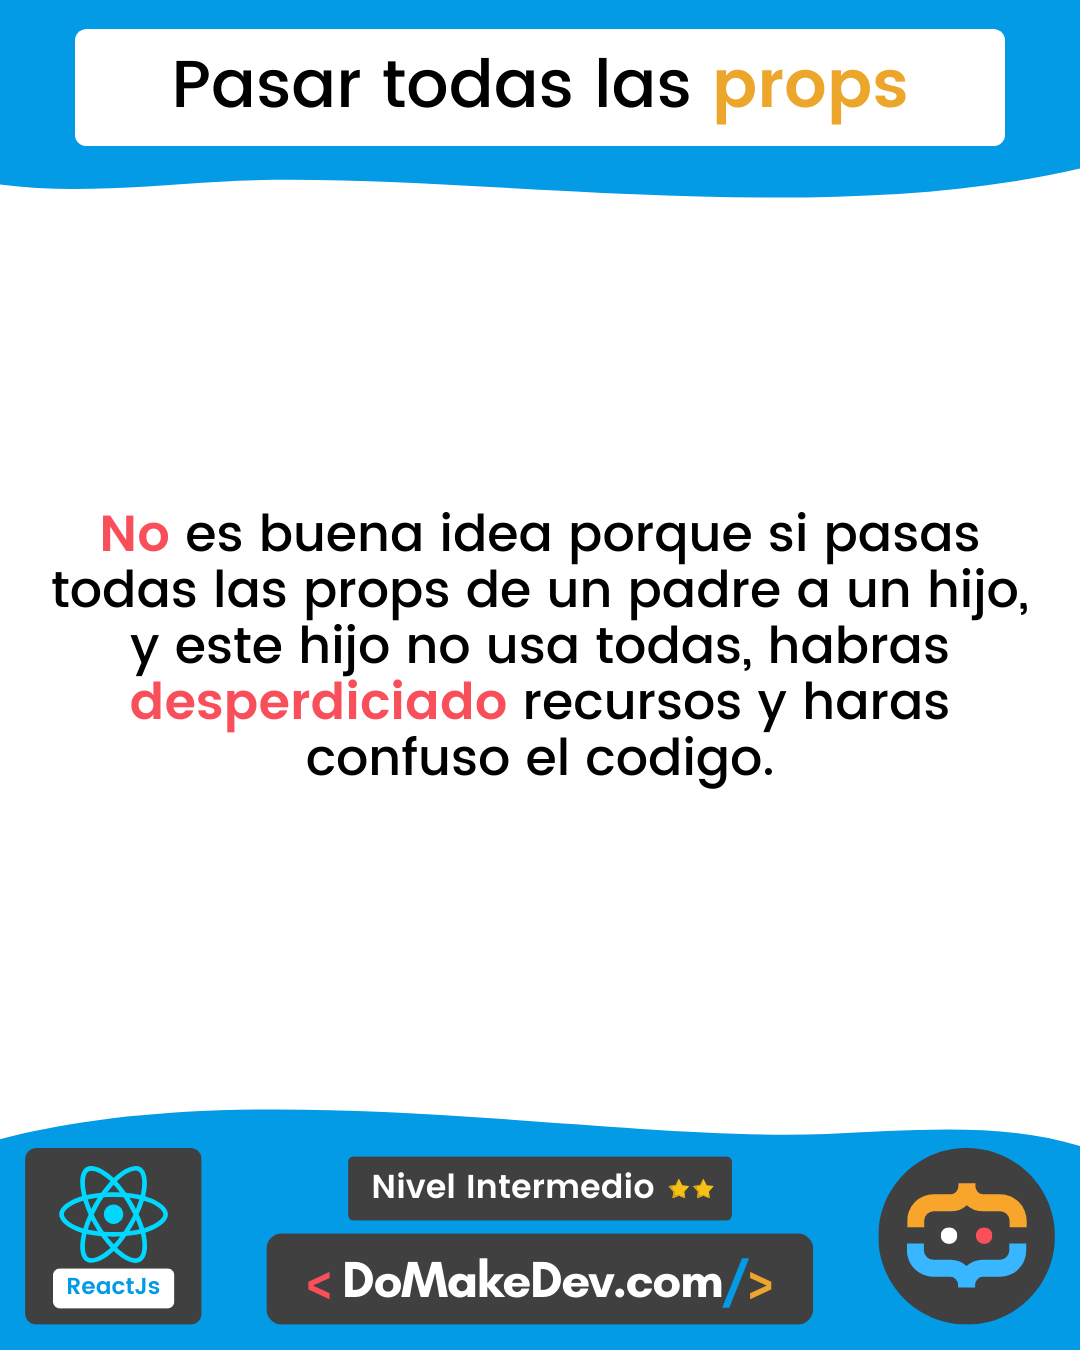 Pasar todas las props
No es buena idea porque si pasas
todas las props de un padre a un hijo,
y este hijo no usa todas, habras
desperdiciado recursos y haras
confuso el codigo.
Nivel Intermedio
ReactJs
< DoMakeDev.com/>